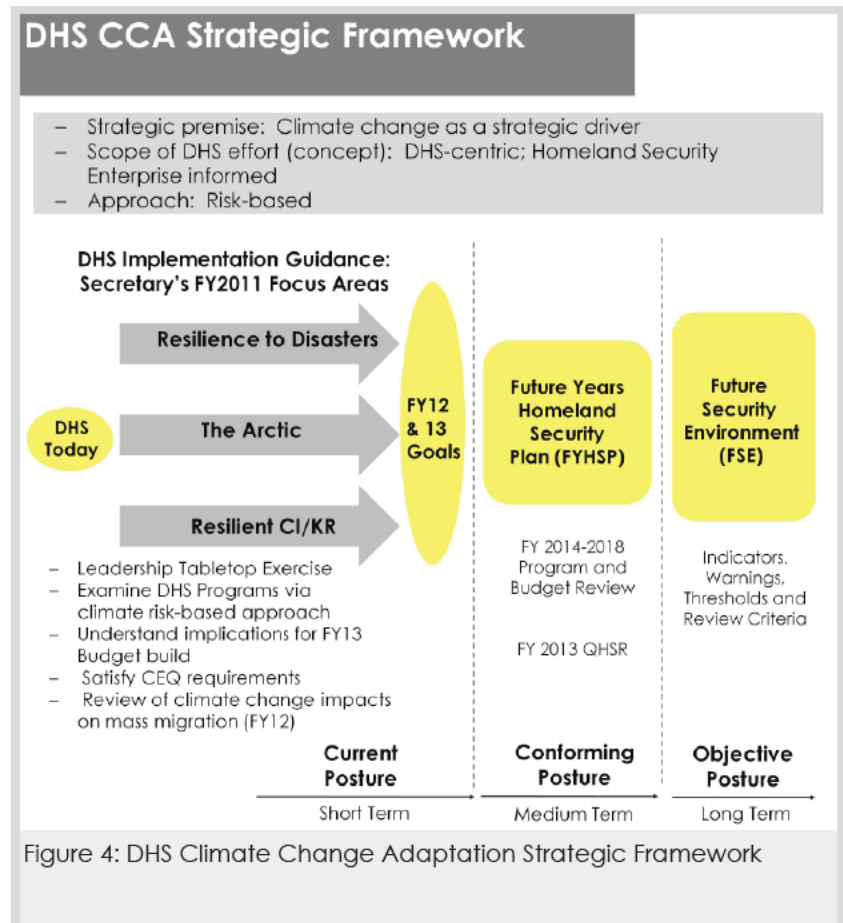 DHS CCA Strategic Framework
– Strategic premise: Climate change as a strategic driver
– Scope of DHS effort (concept): DHS-centric; Homeland Security
Enterprise informed
– Approach: Risk-based
DHS Implementation Guidance:
Secretary's FY2011 Focus Areas
Resilience to Disasters
DHS
Today
The Arctic
Resilient CI/KR
FY12
& 13
Goals
– Leadership Tabletop Exercise
– Examine DHS Programs via
climate risk-based approach
– Understand implications for FY13
Budget build
– Satisfy CEQ requirements
– Review of climate change impacts
on mass migration (FY12)
Future Years
Homeland
Security
Plan (FYHSP)
FY 2014-2018
Program and
Budget Review
FY 2013 QHSR
Future
Security
Environment
(FSE)
Indicators,
Warnings,
Thresholds and
Review Criteria
Current
Posture
Short Term
Conforming
Posture
Medium Term
Objective
Posture
Long Term
Figure 4: DHS Climate Change Adaptation Strategic Framework